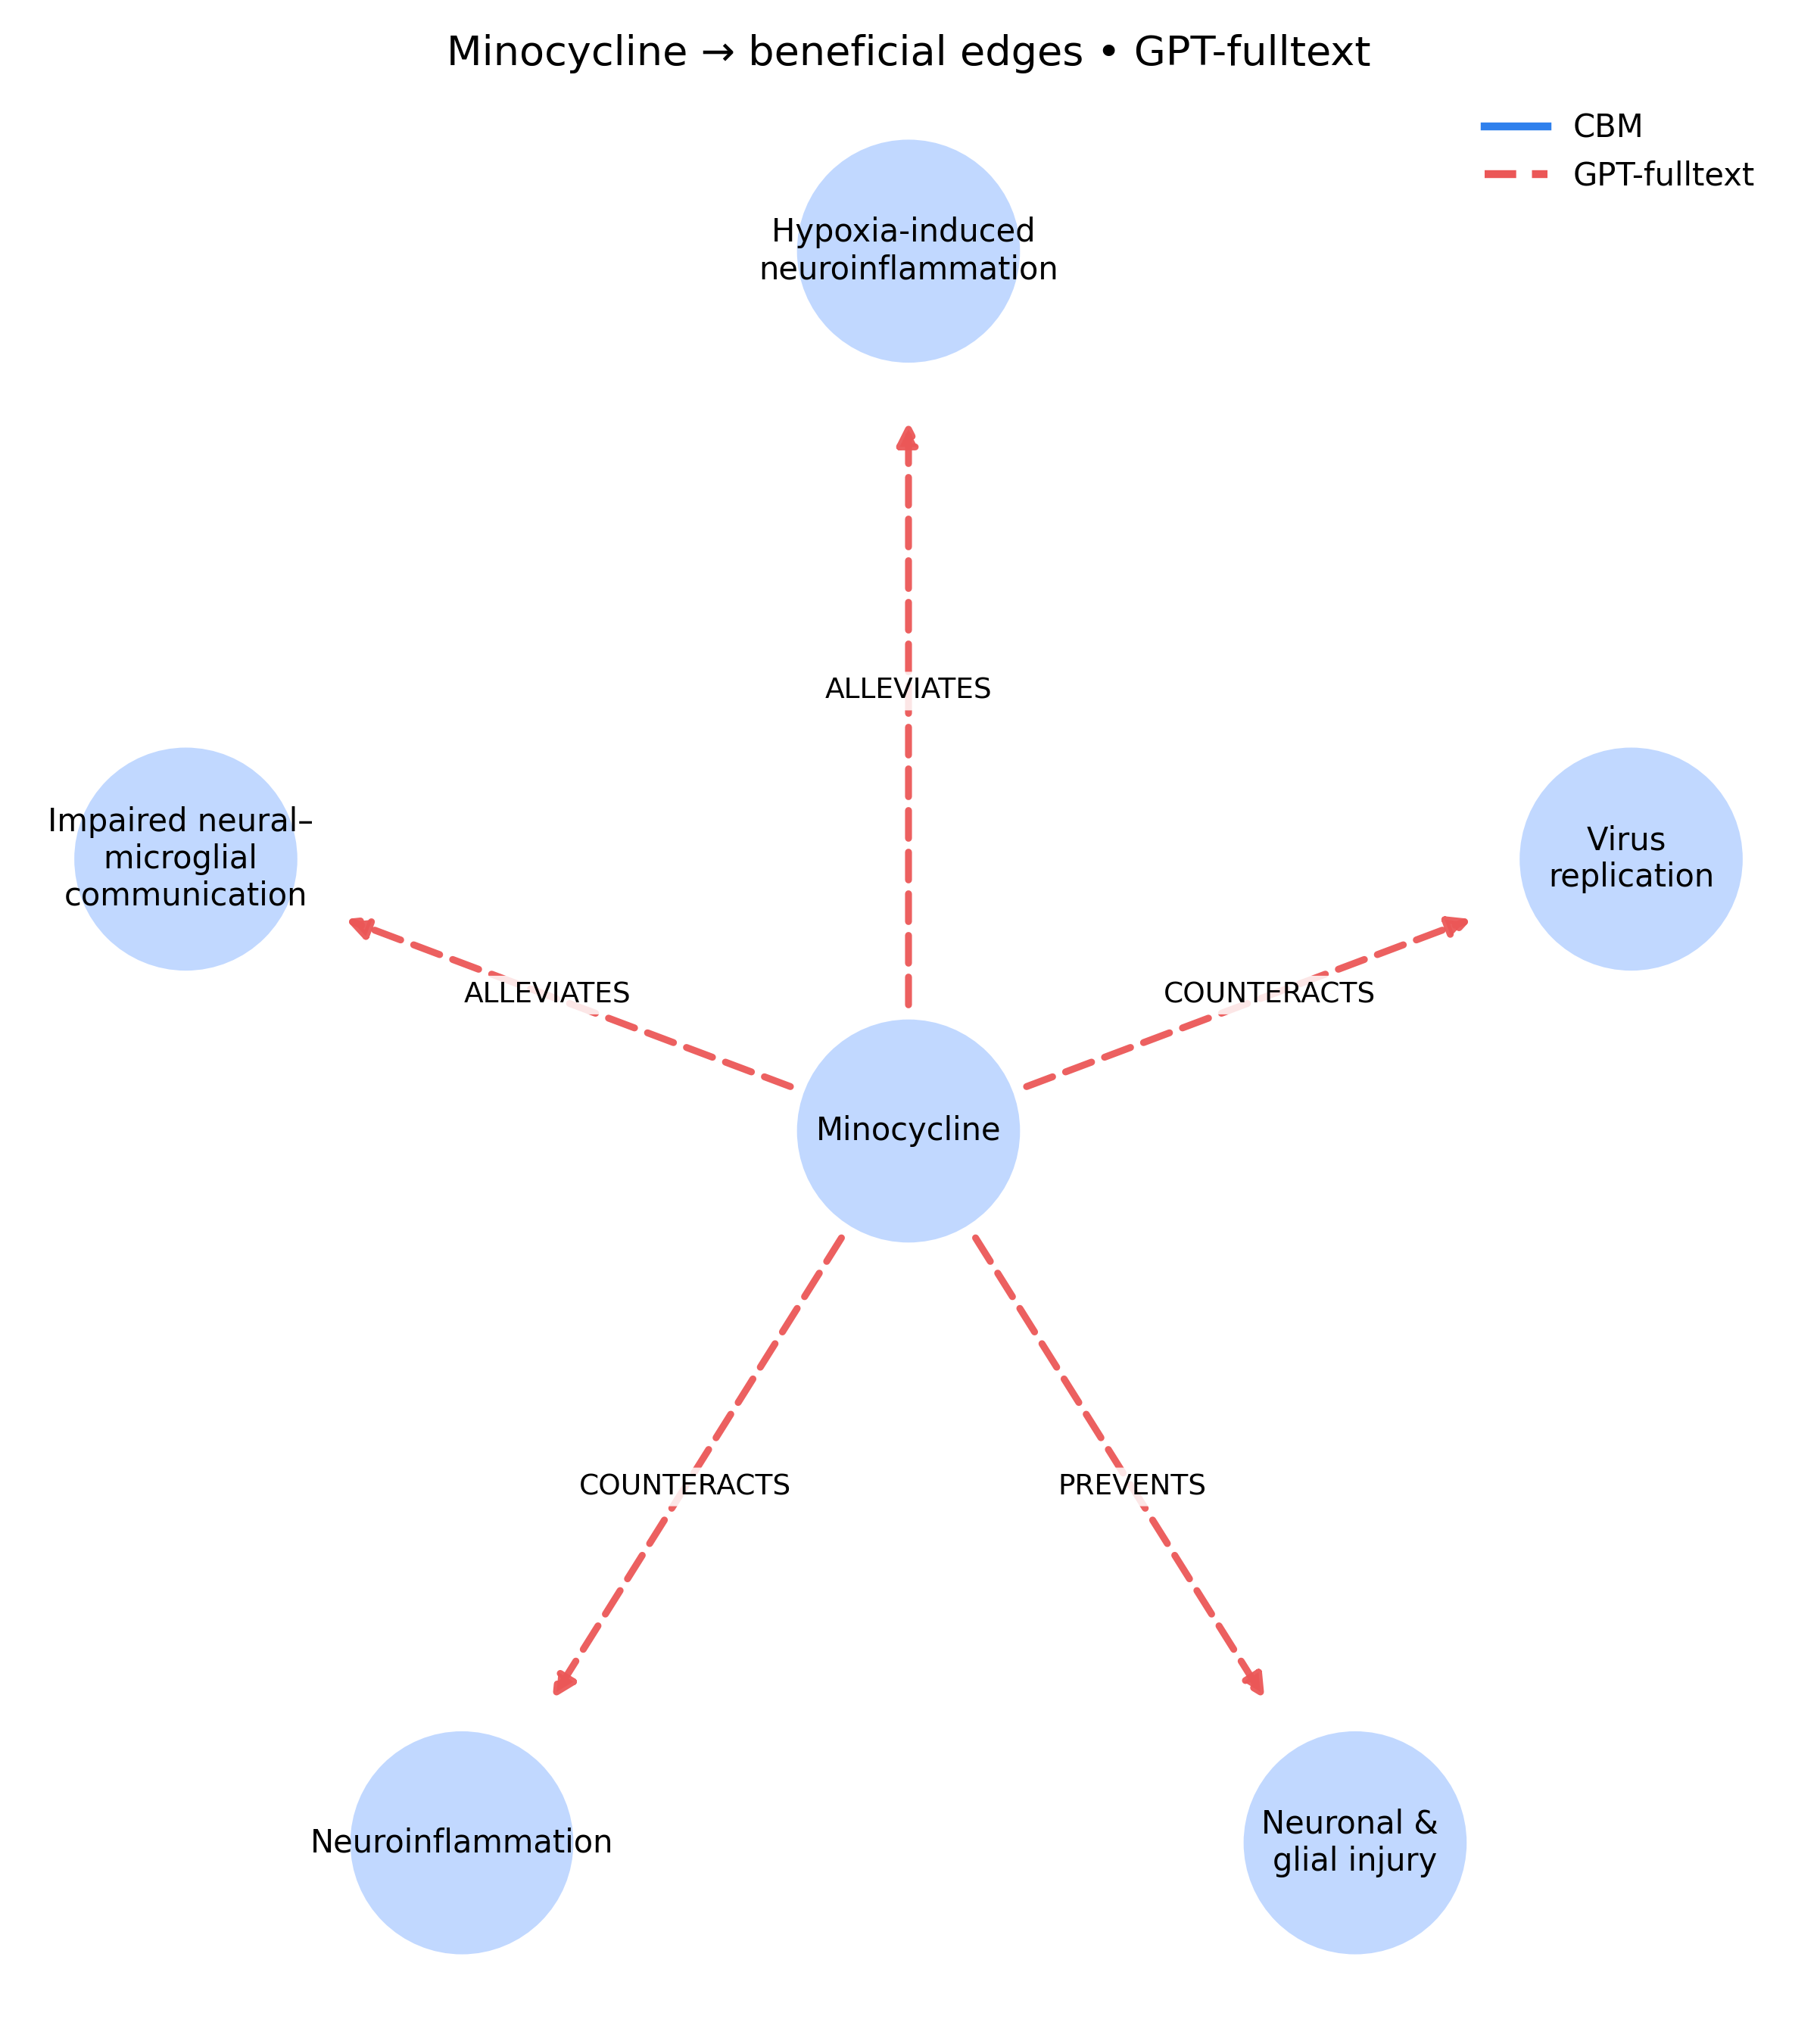 Minocycline → beneficial edges • GPT-fulltext
CBM
GPT-fulltext
Hypoxia-induced
neuroinflammation
ALLEVIATES
Impaired neural–
microglial
communication
Virus
replication
ALLEVIATES
COUNTERACTS
Minocycline
COUNTERACTS
PREVENTS
Neuroinflammation
Neuronal &
glial injury